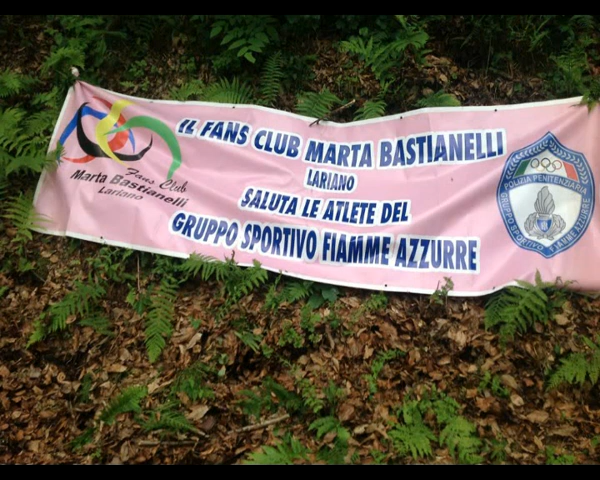 IL FANS CLUB MARTA BASTIANELLI
LARIANO
SALUTA LE ATLETE DEL
GRUPPO SPORTIVO FIAMME AZZURRE
Fans Club
Marta Bastianelli
Lariano
POLIZIA PENITENZIARIA
GRUPPO SPORTIVO FIAMME AZZURRE